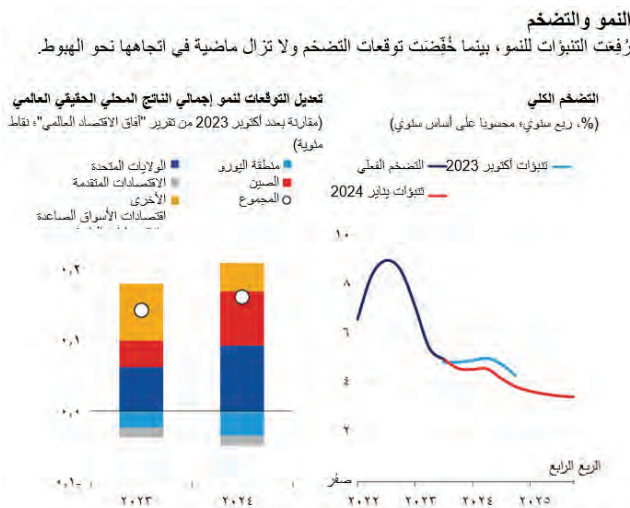 النمو والتضخم
رُفِعَت التنبؤات للنمو، بينما خُفِّضَت توقعات التضخم ولا تزال ماضية في اتجاهها نحو الهبوط.
التضخم الكلي
(%، ربع سنوي؛ محسوبا على أساس سنوي)
تنبؤات أكتوبر 2023
التضخم الفعلي
تنبؤات يناير 2024
١٠
٨
٦
٤
٢
صفر
الربع الرابع
٢٠٢٢ ٢٠٢٣ ٢٠٢٤ ٢٠٢٥
تعديل التوقعات لنمو إجمالي الناتج المحلي الحقيقي العالمي
(مقارنة بعدد أكتوبر 2023 من تقرير "آفاق الاقتصاد العالمي"؛ نقاط
مئوية)
منطقة اليورو
الصين
المجموع
الولايات المتحدة
الاقتصادات المتقدمة
الأخرى
اقتصادات الأسواق الصاعدة
٠,٢
٠,١
٠,٠
٠,١-
٢٠٢٣ ٢٠٢٤